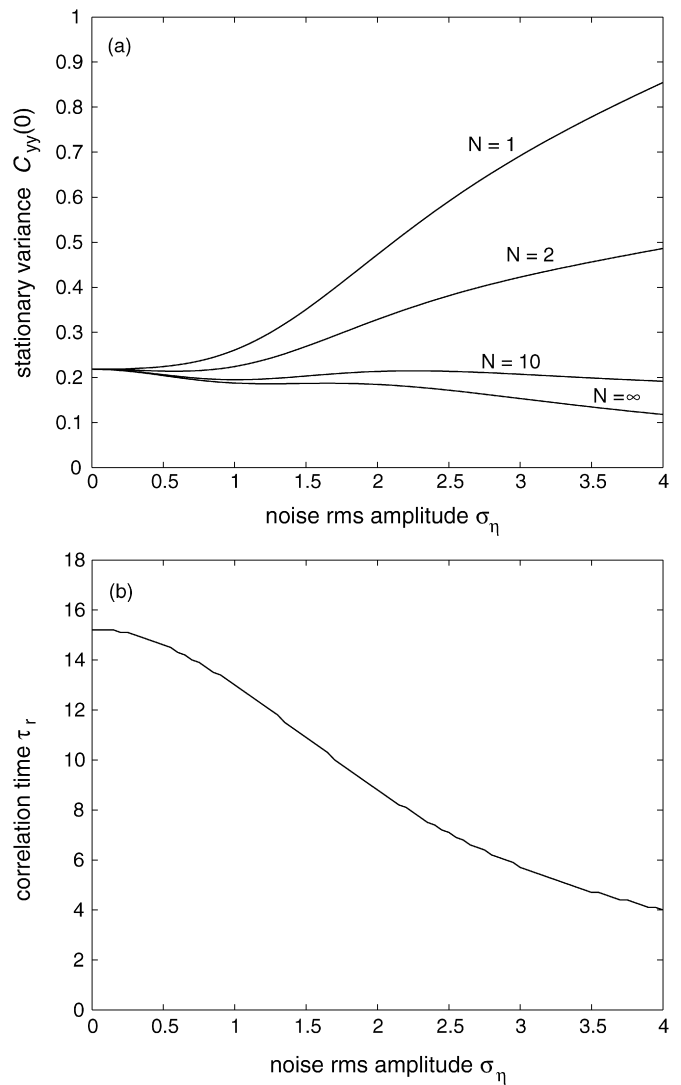 1
(a)
0.9
0.8
0.7
0.6
0.5
0.4
0.3
0.2
0.1
0
stationary variance C_yy(0)
N = 1
N = 2
N = 10
N =∞
0 0.5 1 1.5 2 2.5 3 3.5 4
noise rms amplitude σ_η
18
(b)
16
14
12
10
8
6
4
2
0
correlation time τ_r
0 0.5 1 1.5 2 2.5 3 3.5 4
noise rms amplitude σ_η